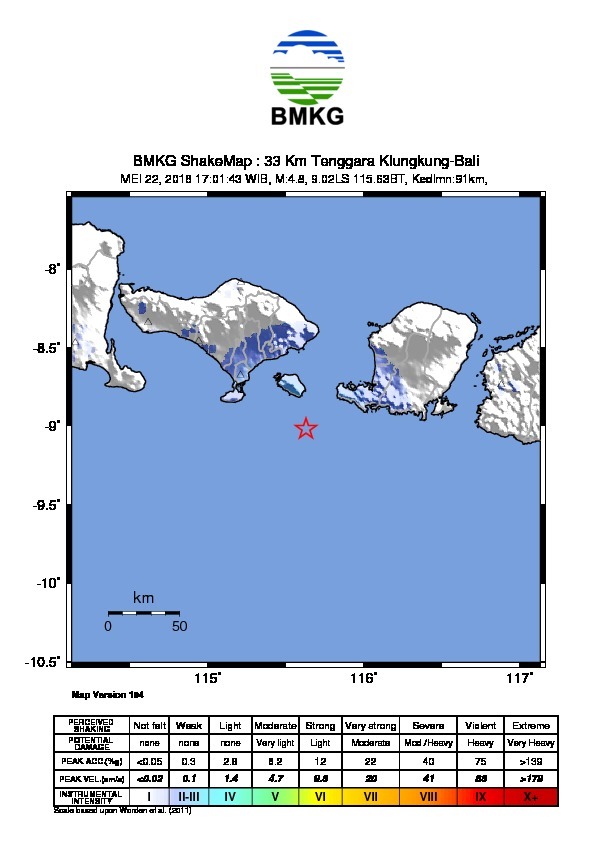 BMKG
BMKG ShakeMap : 33 Km Tenggara Klungkung-Bali
MEI 22, 2018 17:01:43 WIB, M:4.8, 9.02LS 115.63BT, Kedlmn:91km,
-8°
-8.5°
-9°
-9.5°
-10°
-10.5°
km
0 50
115° 116° 117°
Map Version 194
PERCEIVED SHAKING Not felt Weak Light Moderate Strong Very strong Severe Violent Extreme
POTENTIAL DAMAGE none none none Very light Light Moderate Mod./Heavy Heavy Very Heavy
PEAK ACC.(%g) <0.05 0.3 2.8 6.2 12 22 40 75 >139
PEAK VEL.(cm/s) <0.02 0.1 1.4 4.7 9.6 20 41 86 >179
INSTRUMENTAL INTENSITY I II-III IV V VI VII VIII IX X+
Scale based upon Worden et al. (2011)